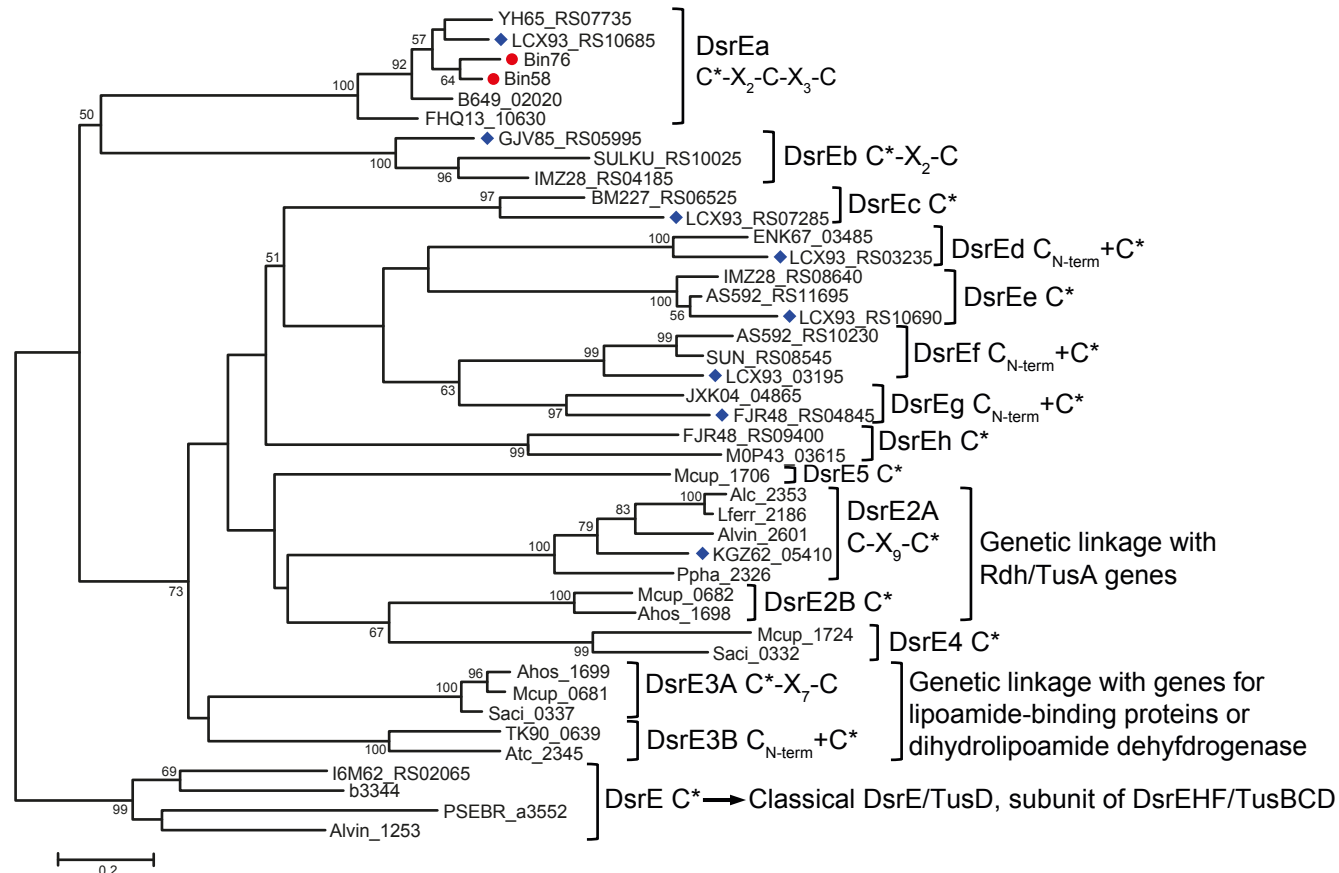 YH65_RS07735
57
LCX93_RS10685
DsrEa
Bin76
92
64
Bin58
C*-X2-C-X3-C
100
B649_02020
50
FHQ13_10630
GJV85_RS05995
100
SULKU_RS10025
DsrEb C*-X2-C
96
IMZ28_RS04185
97
BM227_RS06525
DsrEc C*
LCX93_RS07285
100
ENK67_03485
DsrEd CN-term+C*
51
LCX93_RS03235
IMZ28_RS08640
100
AS592_RS11695
DsrEe C*
56
LCX93_RS10690
99
AS592_RS10230
99
SUN_RS08545
DsrEf CN-term+C*
LCX93_03195
63
JXK04_04865
97
DsrEg CN-term+C*
FJR48_RS04845
FJR48_RS09400
99
DsrEh C*
M0P43_03615
Mcup_1706
DsrE5 C*
100
Alc_2353
83
Lferr_2186
DsrE2A
79
Alvin_2601
C-X9-C*
100
KGZ62_05410
Ppha_2326
Genetic linkage with
Rdh/TusA genes
73
100
Mcup_0682
DsrE2B C*
Ahos_1698
67
Mcup_1724
DsrE4 C*
99
Saci_0332
96
Ahos_1699
100
Mcup_0681
DsrE3A C*-X7-C
Saci_0337
TK90_0639
DsrE3B CN-term+C*
100
Atc_2345
Genetic linkage with genes for
lipoamide-binding proteins or
dihydrolipoamide dehyfdrogenase
69
I6M62_RS02065
b3344
99
DsrE C*
Classical DsrE/TusD, subunit of DsrEHF/TusBCD
PSEBR_a3552
Alvin_1253
0.2